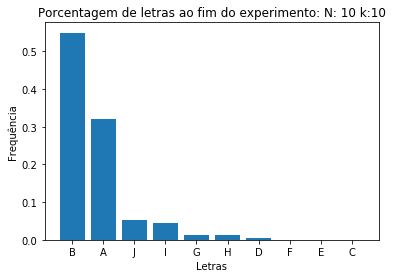 Porcentagem de letras ao fim do experimento: N: 10 k:10
Frequência
0.5
0.4
0.3
0.2
0.1
0.0
B A J I G H D F E C
Letras